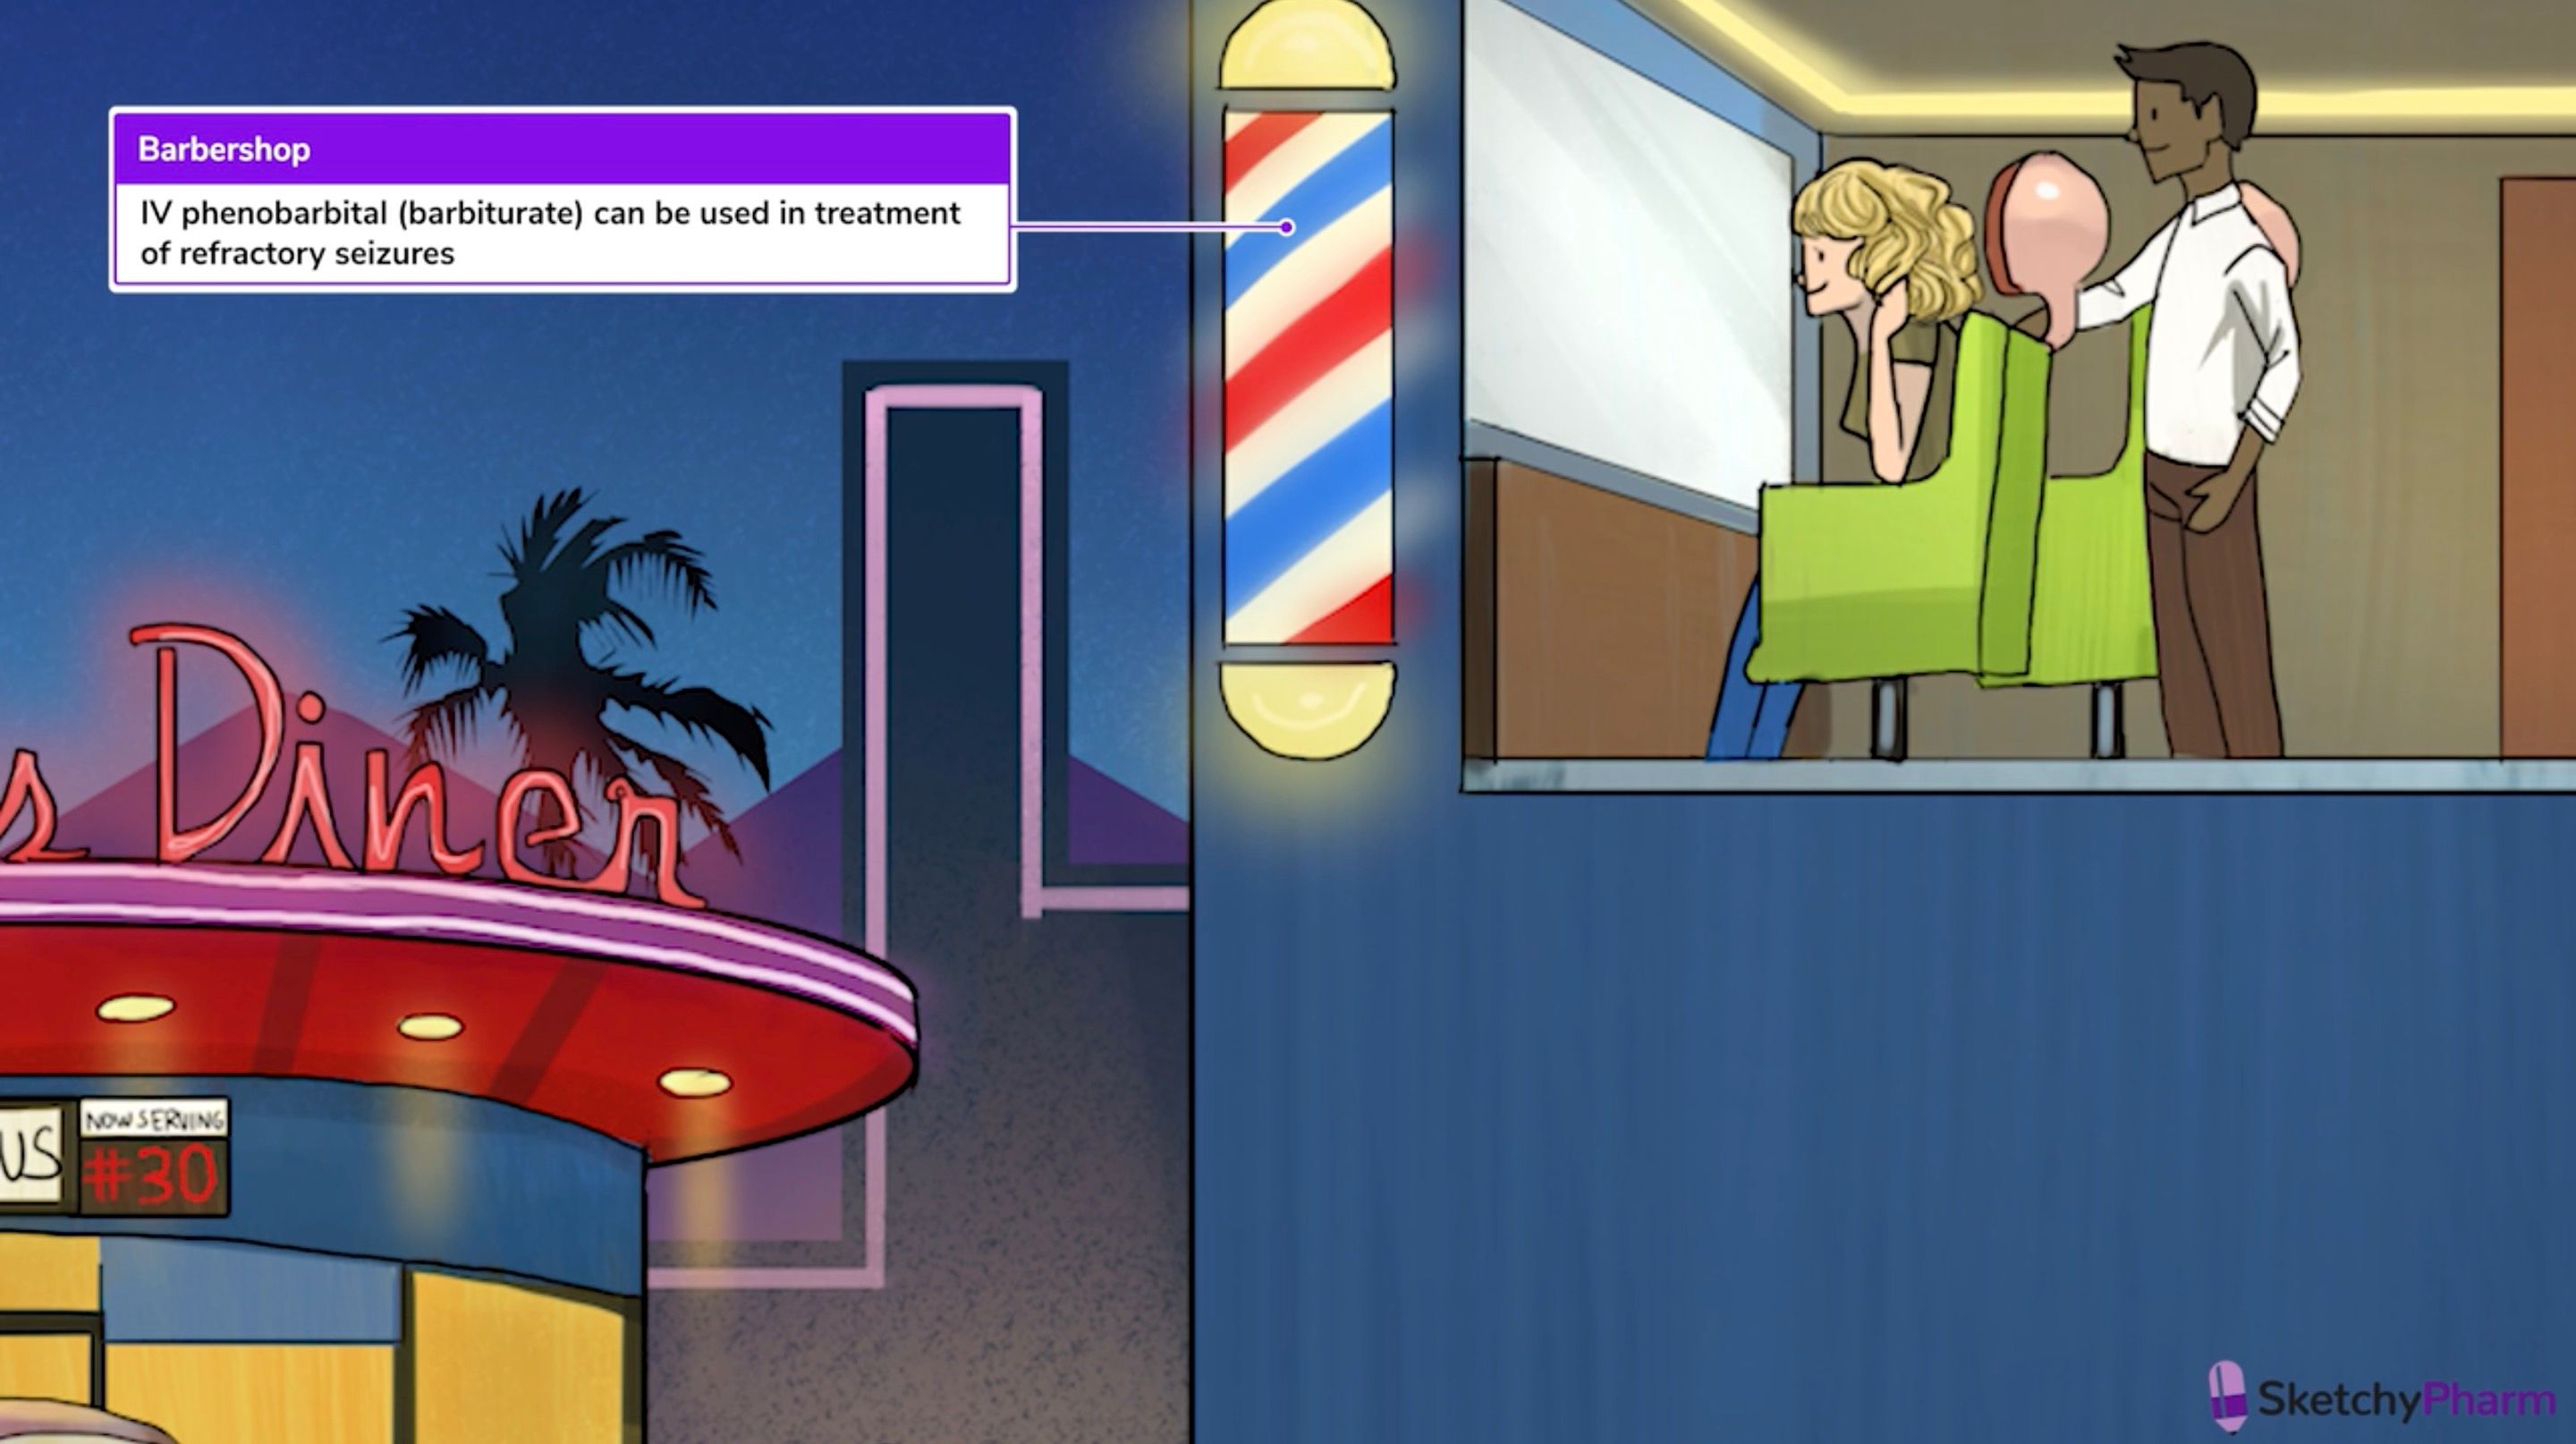 Barbershop
IV phenobarbital (barbiturate) can be used in treatment
of refractory seizures
s Diner
US
NOW SERVING
#30
SketchyPharm